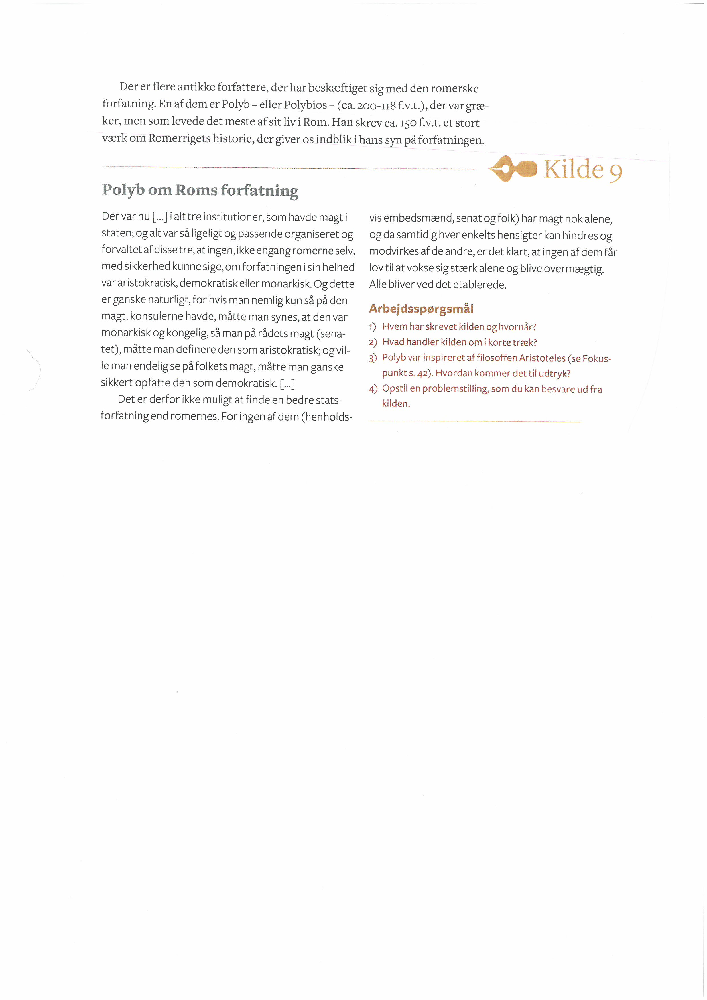 Der er flere antikke forfattere, der har beskæftiget sig med den romerske
forfatning. En af dem er Polyb – eller Polybios – (ca. 200-118 f.v.t.), der var græ-
ker, men som levede det meste af sit liv i Rom. Han skrev ca. 150 f.v.t. et stort
værk om Romerrigets historie, der giver os indblik i hans syn på forfatningen.
Kilde 9
Polyb om Roms forfatning
Der var nu [...] i alt tre institutioner, som havde magt i
staten; og alt var så ligeligt og passende organiseret og
forvaltet af disse tre, at ingen, ikke engang romerne selv,
med sikkerhed kunne sige, om forfatningen i sin helhed
var aristokratisk, demokratisk eller monarkisk. Og dette
er ganske naturligt, for hvis man nemlig kun så på den
magt, konsulerne havde, måtte man synes, at den var
monarkisk og kongelig, så man på rådets magt (sena-
tet), måtte man definere den som aristokratisk; og vil-
le man endelig se på folkets magt, måtte man ganske
sikkert opfatte den som demokratisk. [...]
Det er derfor ikke muligt at finde en bedre stats-
forfatning end romernes. For ingen af dem (henholds-
vis embedsmænd, senat og folk) har magt nok alene,
og da samtidig hver enkelts hensigter kan hindres og
modvirkes af de andre, er det klart, at ingen af dem får
lov til at vokse sig stærk alene og blive overmægtig.
Alle bliver ved det etablerede.
Arbejdsspørgsmål
1) Hvem har skrevet kilden og hvornår?
2) Hvad handler kilden om i korte træk?
3) Polyb var inspireret af filosoffen Aristoteles (se Fokus-
punkt s. 42). Hvordan kommer det til udtryk?
4) Opstil en problemstilling, som du kan besvare ud fra
kilden.